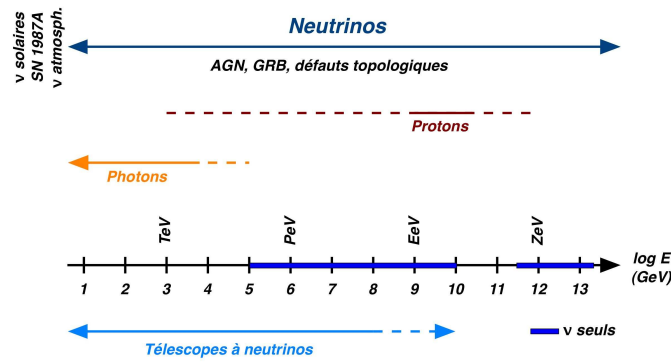 ν solaires
SN 1987A
ν atmosph.
Neutrinos
AGN, GRB, défauts topologiques
Protons
Photons
TeV
PeV
EeV
ZeV
log E
(GeV)
1 2 3 4 5 6 7 8 9 10 11 12 13
Télescopes à neutrinos
ν seuls